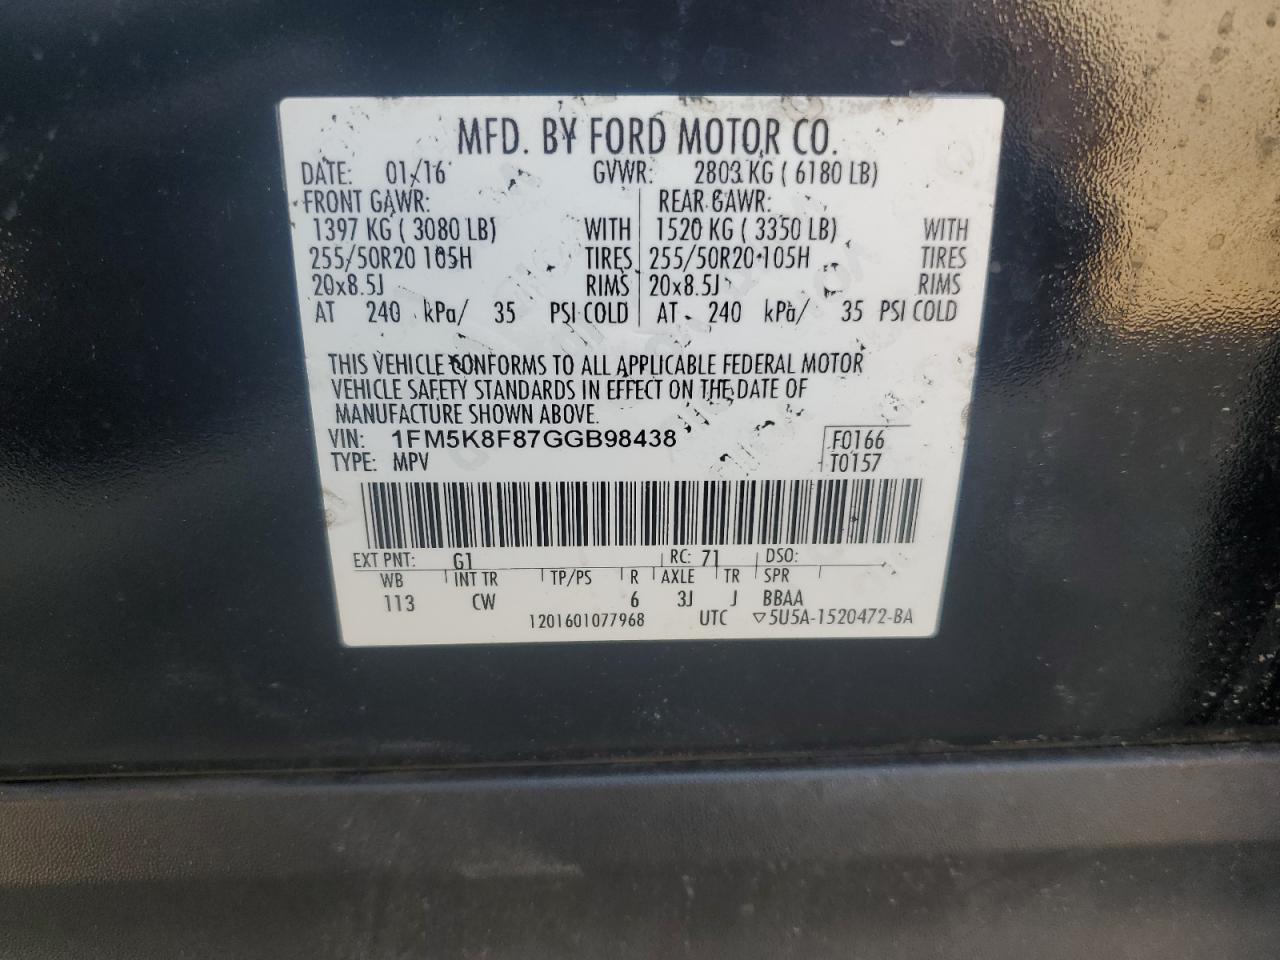 MFD. BY FORD MOTOR CO.
DATE: 01/16 GVWR: 2803 KG ( 6180 LB)
FRONT GAWR: REAR GAWR:
1397 KG ( 3080 LB) WITH 1520 KG ( 3350 LB) WITH
255/50R20 105H TIRES 255/50R20 105H TIRES
20x8.5J RIMS 20x8.5J RIMS
AT 240 kPa/ 35 PSI COLD AT 240 kPa/ 35 PSI COLD
THIS VEHICLE CONFORMS TO ALL APPLICABLE FEDERAL MOTOR
VEHICLE SAFETY STANDARDS IN EFFECT ON THE DATE OF
MANUFACTURE SHOWN ABOVE.
VIN: 1FM5K8F87GGB98438 F0166
TYPE: MPV T0157
EXT PNT: G1 RC: 71 DSO:
WB INT TR TP/PS R AXLE TR SPR
113 CW 6 3J J BBAA
1201601077968 UTC ▽5U5A-1520472-BA